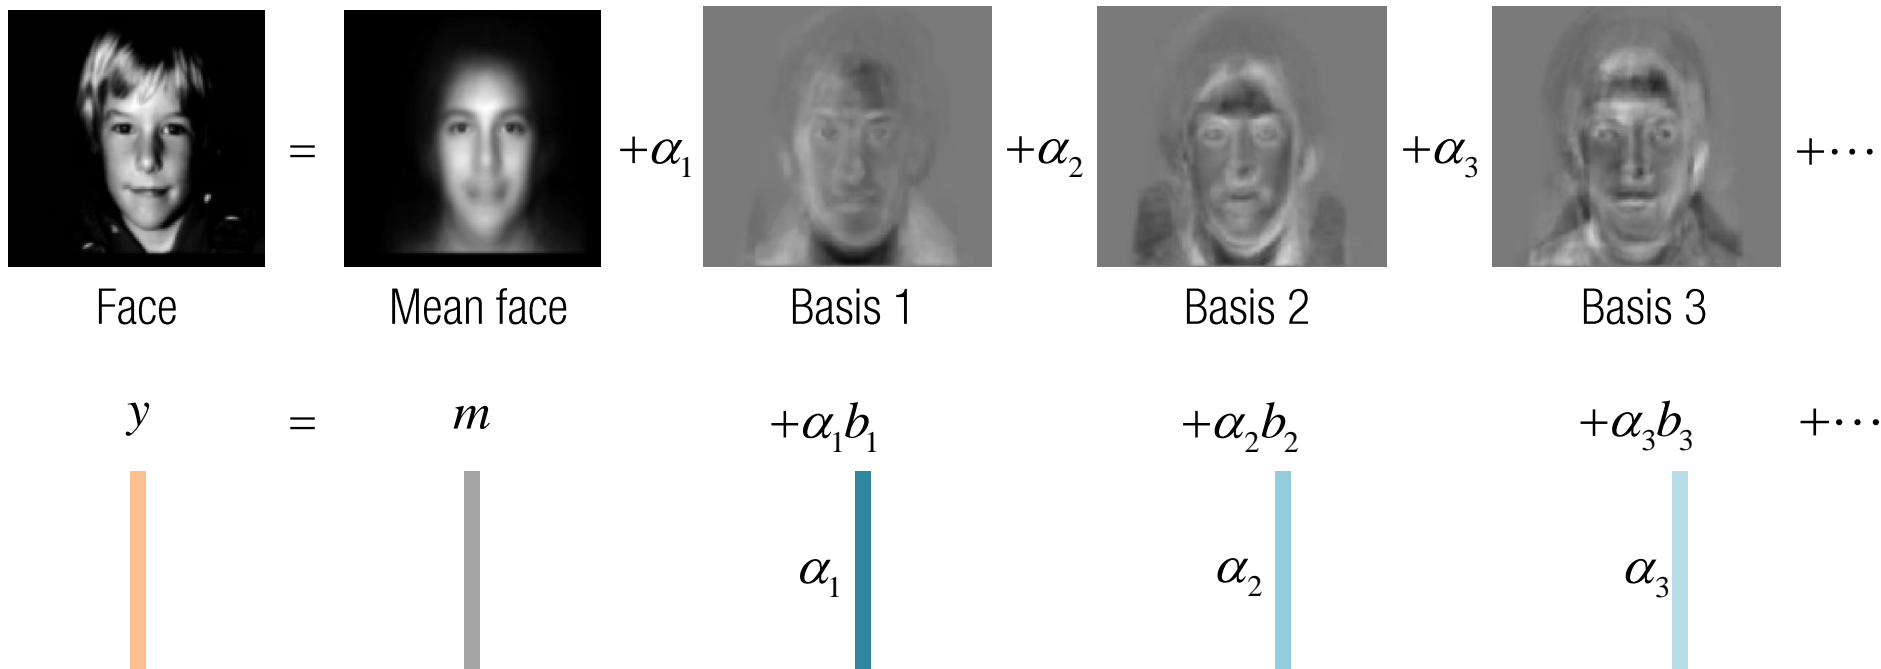 = +α₁ +α₂ +α₃ +⋯
Face Mean face Basis 1 Basis 2 Basis 3
y = m +α₁b₁ +α₂b₂ +α₃b₃ +⋯
α₁ α₂ α₃